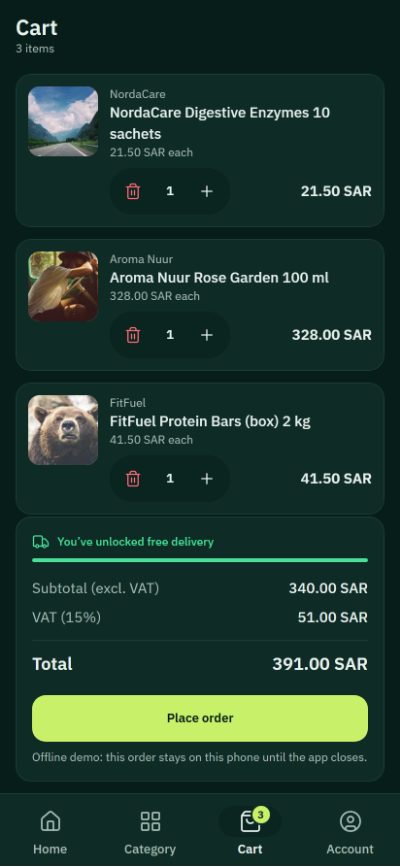 Cart
3 items
NordaCare
NordaCare Digestive Enzymes 10
sachets
21.50 SAR each
1
21.50 SAR
Aroma Nuur
Aroma Nuur Rose Garden 100 ml
328.00 SAR each
1
328.00 SAR
FitFuel
FitFuel Protein Bars (box) 2 kg
41.50 SAR each
1
41.50 SAR
You've unlocked free delivery
Subtotal (excl. VAT) 340.00 SAR
VAT (15%) 51.00 SAR
Total 391.00 SAR
Place order
Offline demo: this order stays on this phone until the app closes.
3
Home Category Cart Account